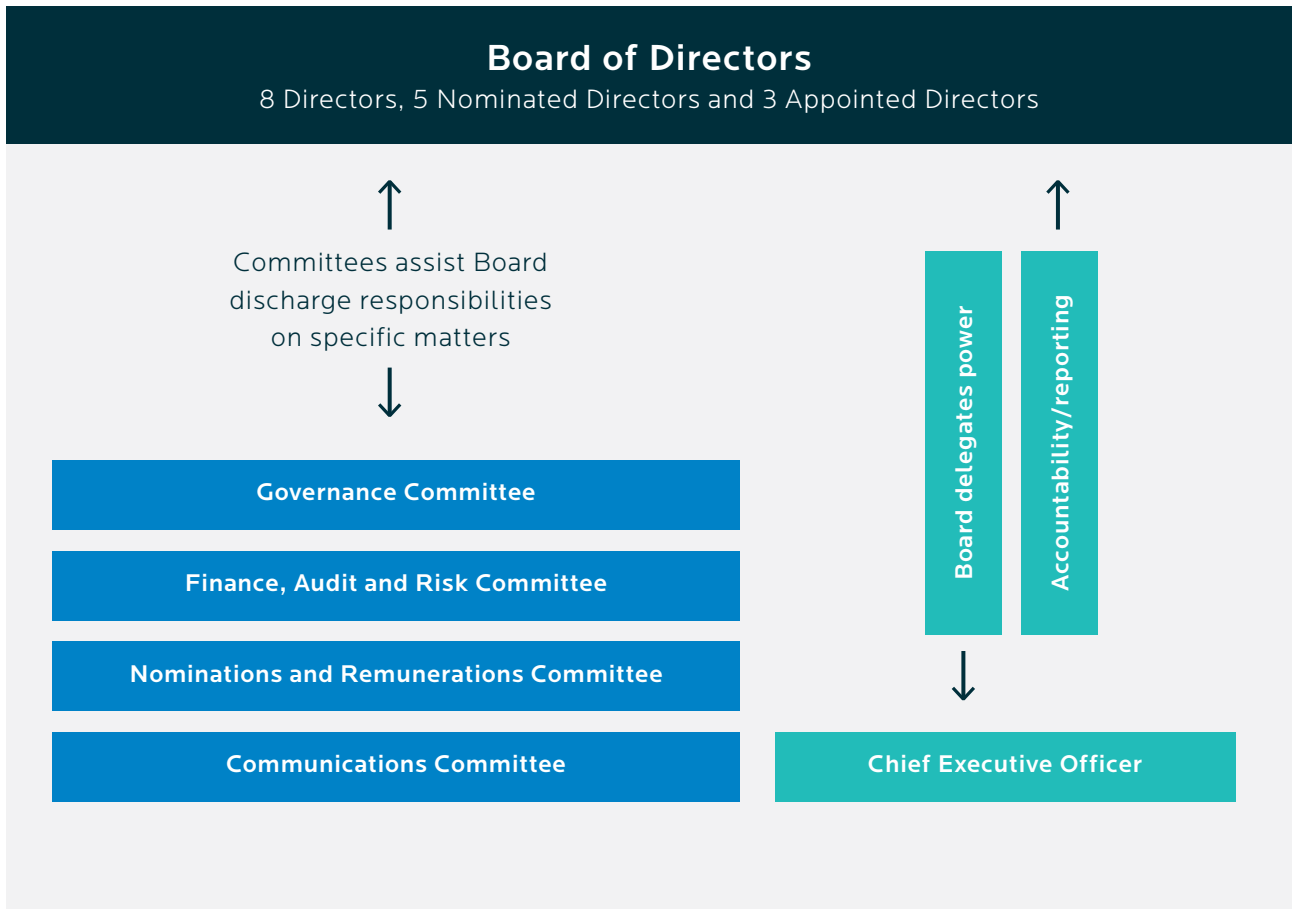 Board of Directors
8 Directors, 5 Nominated Directors and 3 Appointed Directors
Committees assist Board
discharge responsibilities
on specific matters
Governance Committee
Finance, Audit and Risk Committee
Nominations and Remunerations Committee
Communications Committee
Board delegates power
Accountability/reporting
Chief Executive Officer